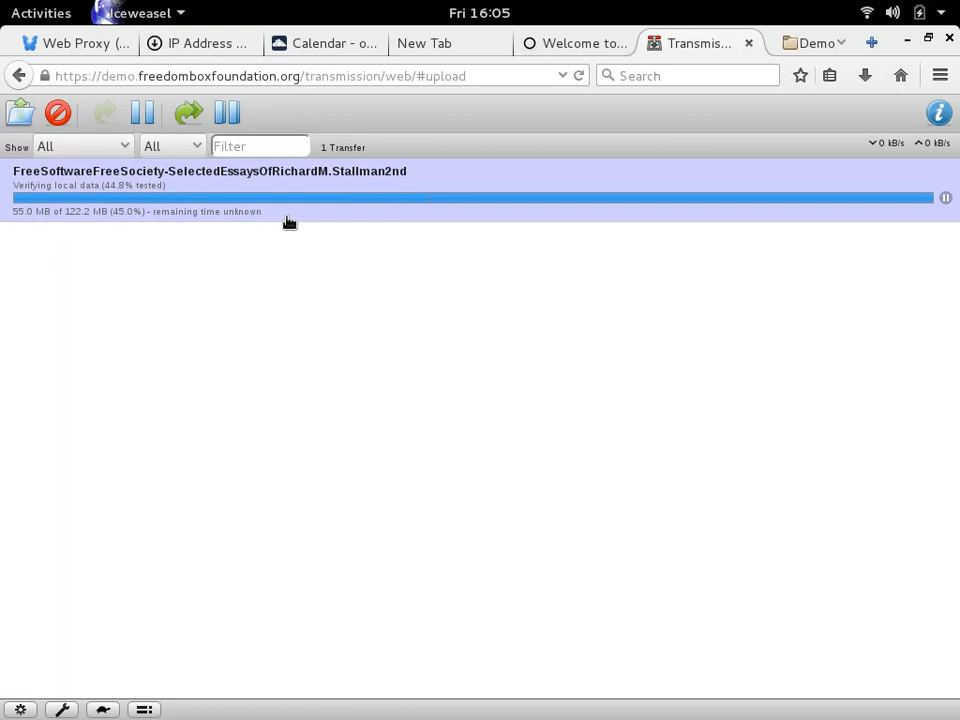 Activities Iceweasel Fri 16:05
Web Proxy (... IP Address ... Calendar - o... New Tab Welcome to... Transmis... Demo
https://demo.freedomboxfoundation.org/transmission/web/#upload Search
Show All All Filter 1 Transfer 0 kB/s 0 kB/s
FreeSoftwareFreeSociety-SelectedEssaysOfRichardM.Stallman2nd
Verifying local data (44.8% tested)
55.0 MB of 122.2 MB (45.0%) - remaining time unknown